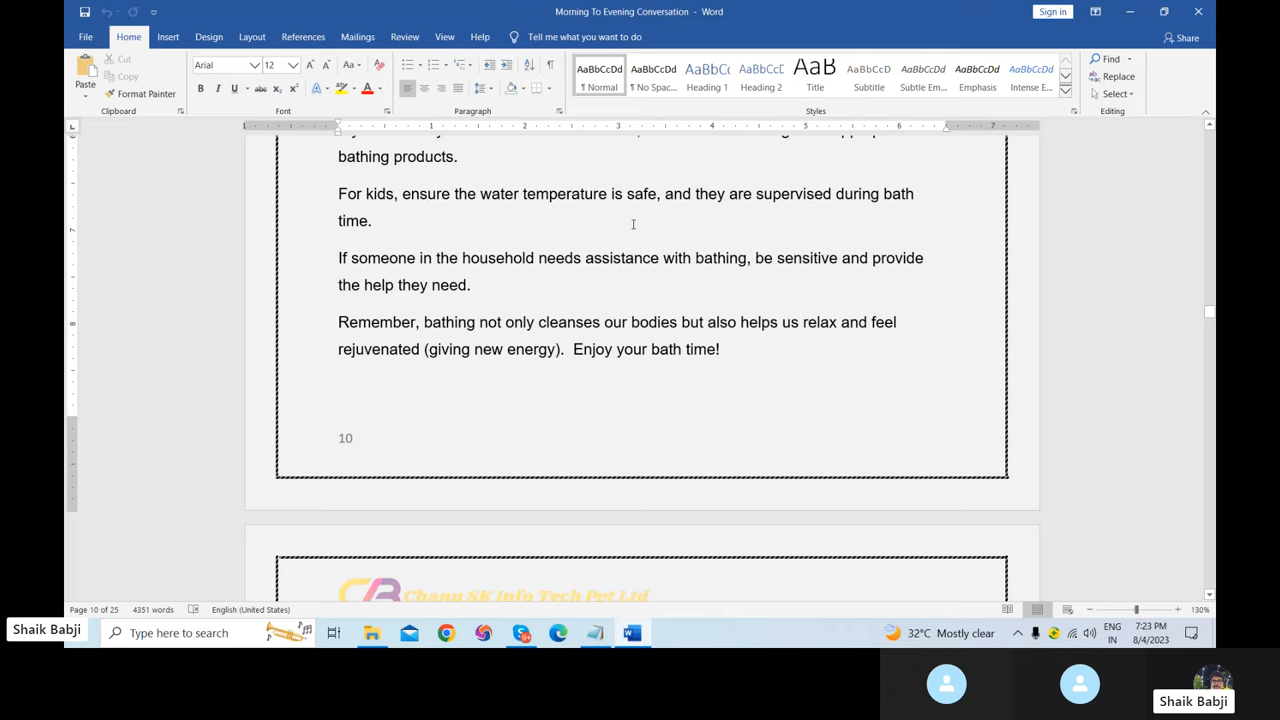 Morning To Evening Conversation - Word
Sign in
File Home Insert Design Layout References Mailings Review View Help Tell me what you want to do
Share
Paste
Cut
Copy
Format Painter
Clipboard
Arial 12
Font
Paragraph
AaBbCcDd AaBbCcDd AaBbCc AaBbCcC AaB AaBbCcD AaBbCcDd AaBbCcDd AaBbCcDd
¶ Normal ¶ No Spac... Heading 1 Heading 2 Title Subtitle Subtle Em... Emphasis Intense E...
Styles
Find
Replace
Select
Editing
bathing products.
For kids, ensure the water temperature is safe, and they are supervised during bath
time.
If someone in the household needs assistance with bathing, be sensitive and provide
the help they need.
Remember, bathing not only cleanses our bodies but also helps us relax and feel
rejuvenated (giving new energy).  Enjoy your bath time!
10
Chanu SK Info Tech Pvt Ltd
Page 10 of 25 4351 words English (United States) 130%
Shaik Babji
Type here to search
32°C Mostly clear
ENG
IN
7:23 PM
8/4/2023
Shaik Babji